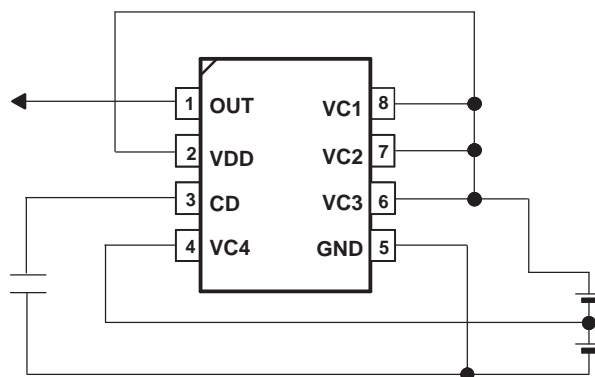 1 OUT VC1 8
2 VDD VC2 7
3 CD VC3 6
4 VC4 GND 5